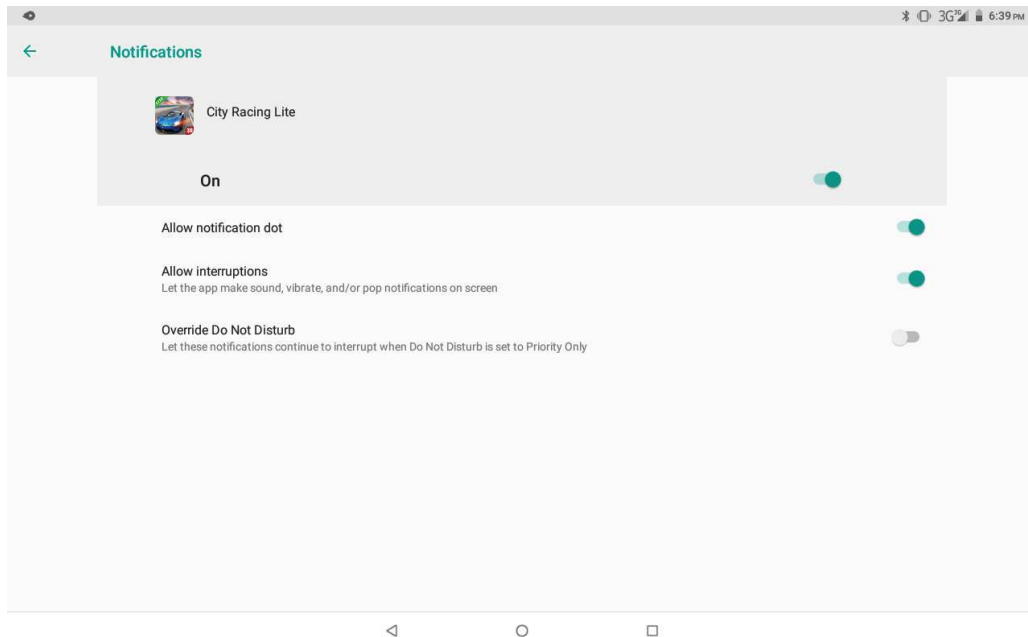 3G 3G 6:39 PM
Notifications
City Racing Lite
On
Allow notification dot
Allow interruptions
Let the app make sound, vibrate, and/or pop notifications on screen
Override Do Not Disturb
Let these notifications continue to interrupt when Do Not Disturb is set to Priority Only